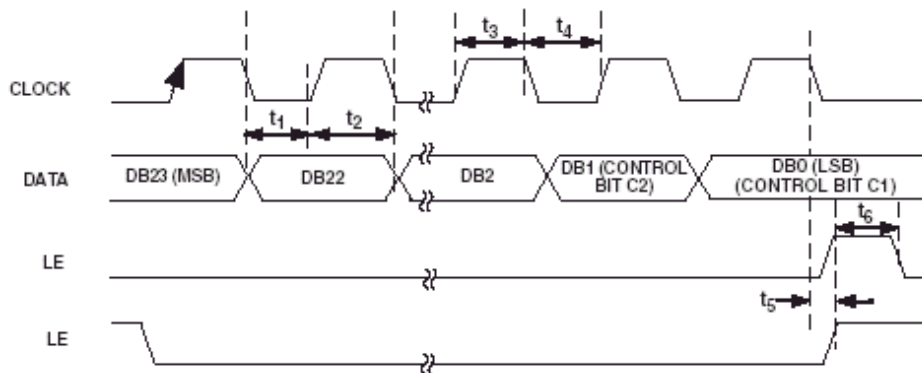 t3
t4
CLOCK
t1
t2
DATA
DB23 (MSB)
DB22
DB2
DB1 (CONTROL
BIT C2)
DB0 (LSB)
(CONTROL BIT C1)
t6
LE
t5
LE